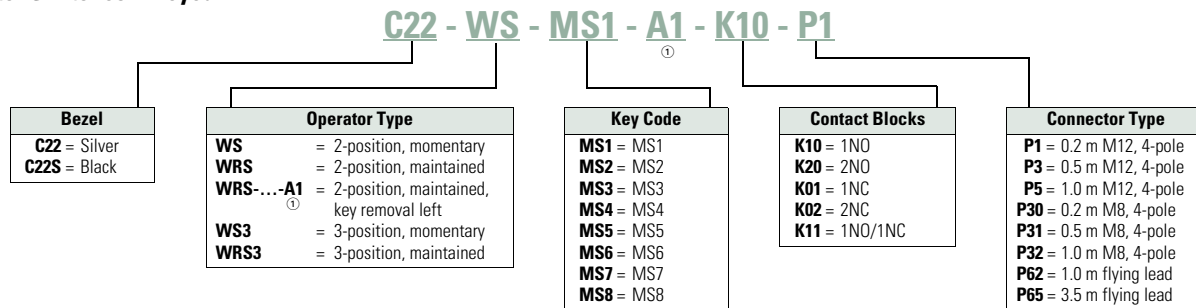 C22 - WS - MS1 - A1 - K10 - P1
①
Bezel
C22 = Silver
C22S = Black
Operator Type
WS = 2-position, momentary
WRS = 2-position, maintained
WRS-…-A1 = 2-position, maintained,
① key removal left
WS3 = 3-position, momentary
WRS3 = 3-position, maintained
Key Code
MS1 = MS1
MS2 = MS2
MS3 = MS3
MS4 = MS4
MS5 = MS5
MS6 = MS6
MS7 = MS7
MS8 = MS8
Contact Blocks
K10 = 1NO
K20 = 2NO
K01 = 1NC
K02 = 2NC
K11 = 1NO/1NC
Connector Type
P1 = 0.2 m M12, 4-pole
P3 = 0.5 m M12, 4-pole
P5 = 1.0 m M12, 4-pole
P30 = 0.2 m M8, 4-pole
P31 = 0.5 m M8, 4-pole
P32 = 1.0 m M8, 4-pole
P62 = 1.0 m flying lead
P65 = 3.5 m flying lead